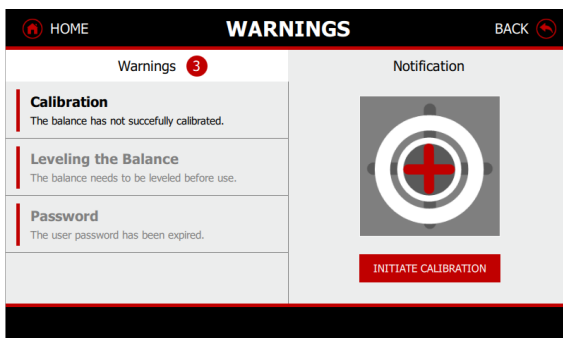 HOME
WARNINGS
BACK
Warnings 3
Notification
Calibration
The balance has not succefully calibrated.
Leveling the Balance
The balance needs to be leveled before use.
Password
The user password has been expired.
INITIATE CALIBRATION